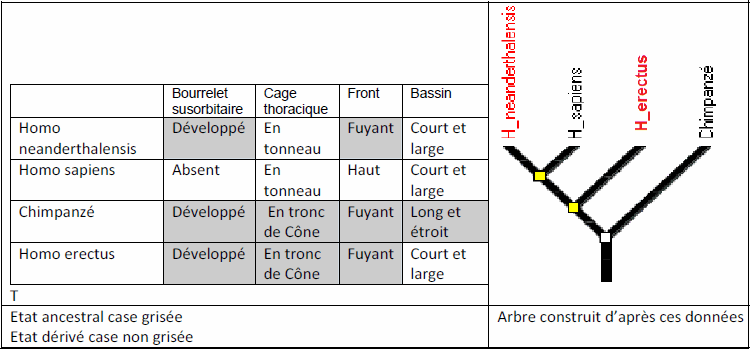 Bourrelet Cage Front Bassin
susorbitaire thoracique
Homo Développé En Fuyant Court et
neanderthalensis tonneau large
Homo sapiens Absent En Haut Court et
tonneau large
Chimpanzé Développé En tronc Fuyant Long et
de Cône étroit
Homo erectus Développé En tronc Fuyant Court et
de Cône large
T
Etat ancestral case grisée
Etat dérivé case non grisée
H_neanderthalensis
H_sapiens
H_erectus
Chimpanzé
Arbre construit d'après ces données